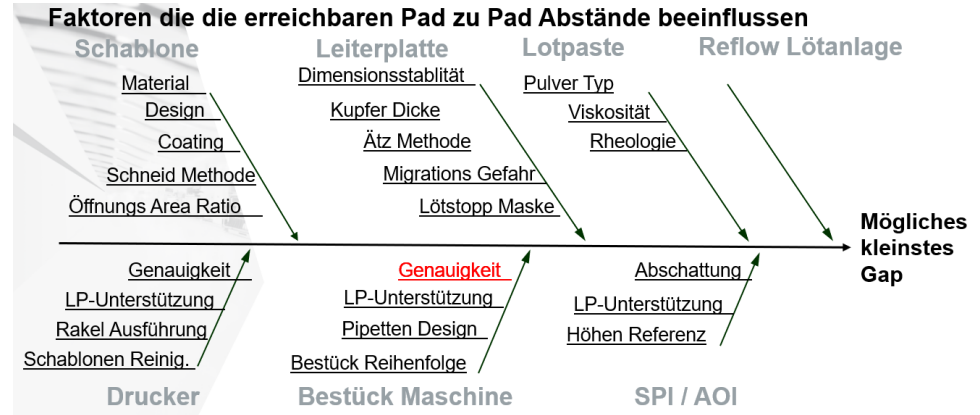 Faktoren die die erreichbaren Pad zu Pad Abstände beeinflussen
Schablone
Material
Design
Coating
Schneid Methode
Öffnungs Area Ratio
Leiterplatte
Dimensionsstablität
Kupfer Dicke
Ätz Methode
Migrations Gefahr
Lötstopp Maske
Lotpaste
Pulver Typ
Viskosität
Rheologie
Reflow Lötanlage
Mögliches
kleinstes
Gap
Genauigkeit
LP-Unterstützung
Rakel Ausführung
Schablonen Reinig.
Drucker
Genauigkeit
LP-Unterstützung
Pipetten Design
Bestück Reihenfolge
Bestück Maschine
Abschattung
LP-Unterstützung
Höhen Referenz
SPI / AOI